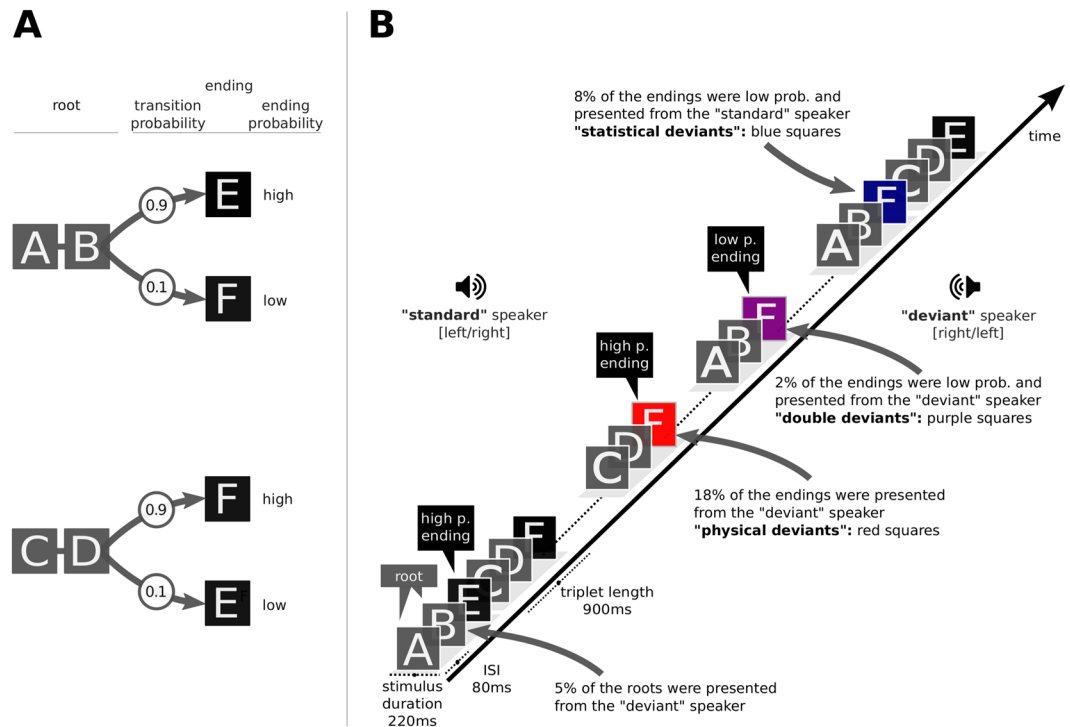 A
root
ending
transition
probability
ending
probability
A B
0.9
E
high
0.1
F
low
C D
0.9
F
high
0.1
E F
low
B
8% of the endings were low prob. and
presented from the "standard" speaker
"statistical deviants": blue squares
time
A B F C D E
low p.
ending
"standard" speaker
[left/right]
"deviant" speaker
[right/left]
A B F
high p.
ending
2% of the endings were low prob. and
presented from the "deviant" speaker
"double deviants": purple squares
C D F
18% of the endings were presented
from the "deviant" speaker
"physical deviants": red squares
high p.
ending
root
A B E C D F
triplet length
900ms
ISI
80ms
stimulus
duration
220ms
5% of the roots were presented
from the "deviant" speaker